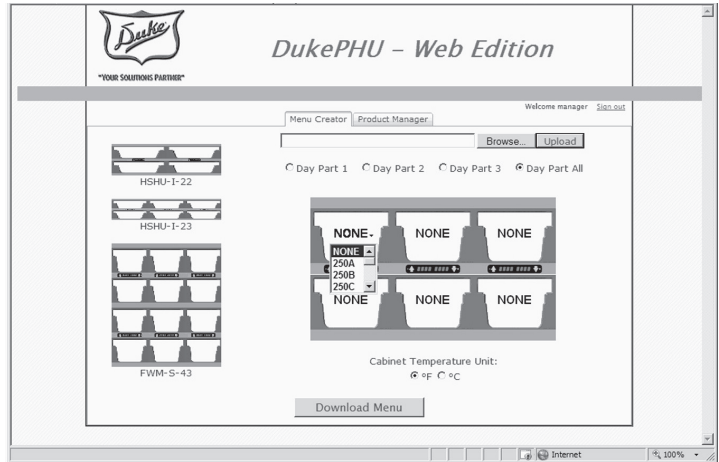 Duke
"YOUR SOLUTIONS PARTNER"
DukePHU – Web Edition
Welcome manager Sign out
Menu Creator Product Manager
Browse... Upload
Day Part 1 Day Part 2 Day Part 3 Day Part All
HSHU-I-22
HSHU-I-23
FWM-S-43
NONE NONE NONE
NONE
250A
250B
250C
#### ####
#### ####
NONE NONE NONE
Cabinet Temperature Unit:
°F °C
Download Menu
Internet
100%